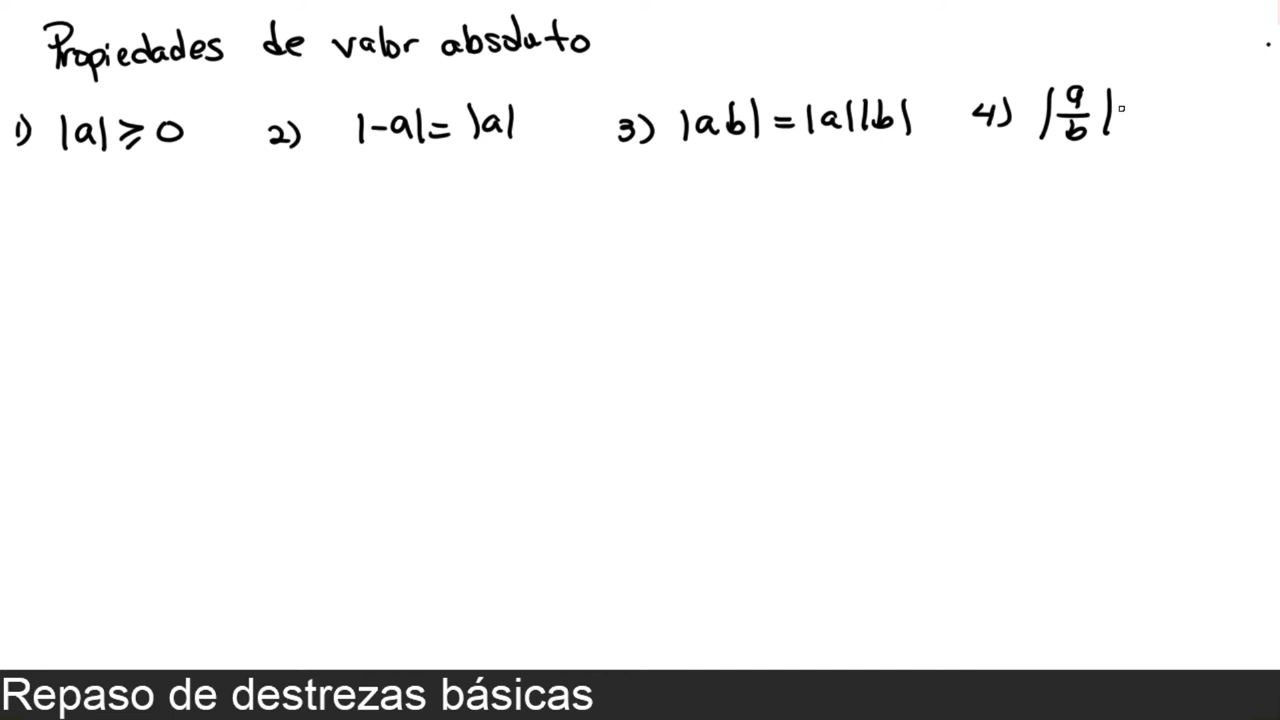 Propiedades de valor absoluto
1) |a| ≥ 0 2) |-a| = |a| 3) |ab| = |a||b| 4) |a/b|
Repaso de destrezas básicas